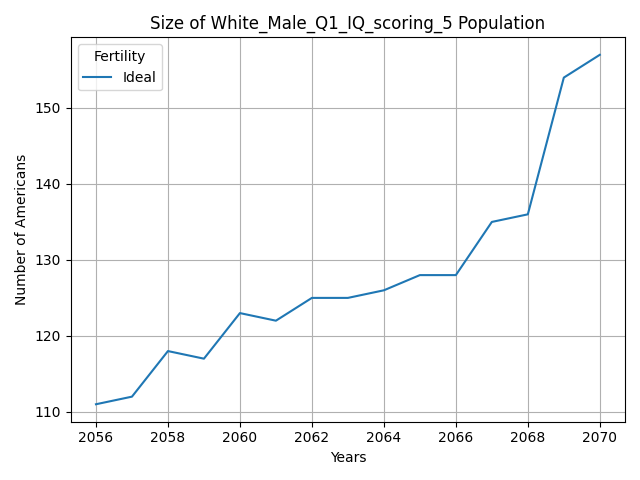 Size of White_Male_Q1_IQ_scoring_5 Population
Fertility
Ideal
Number of Americans
150
140
130
120
110
2056 2058 2060 2062 2064 2066 2068 2070
Years